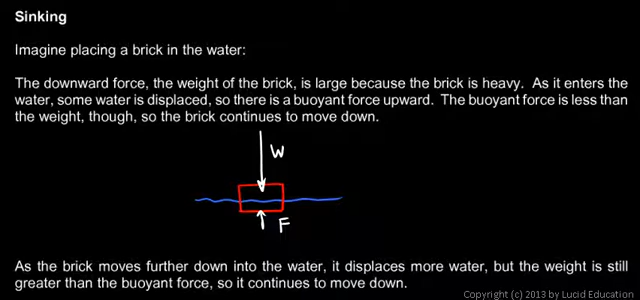 Sinking
Imagine placing a brick in the water:
The downward force, the weight of the brick, is large because the brick is heavy. As it enters the
water, some water is displaced, so there is a buoyant force upward. The buoyant force is less than
the weight, though, so the brick continues to move down.
W
F
As the brick moves further down into the water, it displaces more water, but the weight is still
greater than the buoyant force, so it continues to move down.
Copyright (c) 2013 by Lucid Education